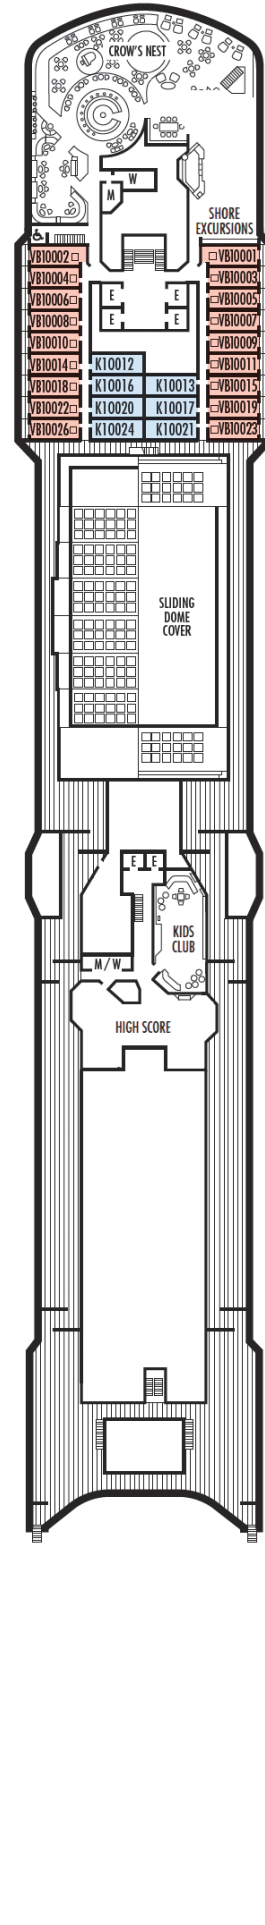 CROW'S NEST
W
M
SHORE
EXCURSIONS
VB10002
VB10001
VB10004
VB10003
E
E
VB10006
VB10005
VB10008
E
E
VB10007
VB10010
VB10009
VB10014
K10012
VB10011
VB10018
K10016
K10013
VB10015
VB10022
K10020
K10017
VB10019
VB10026
K10024
K10021
VB10023
SLIDING
DOME
COVER
E
E
KIDS
CLUB
M / W
HIGH SCORE